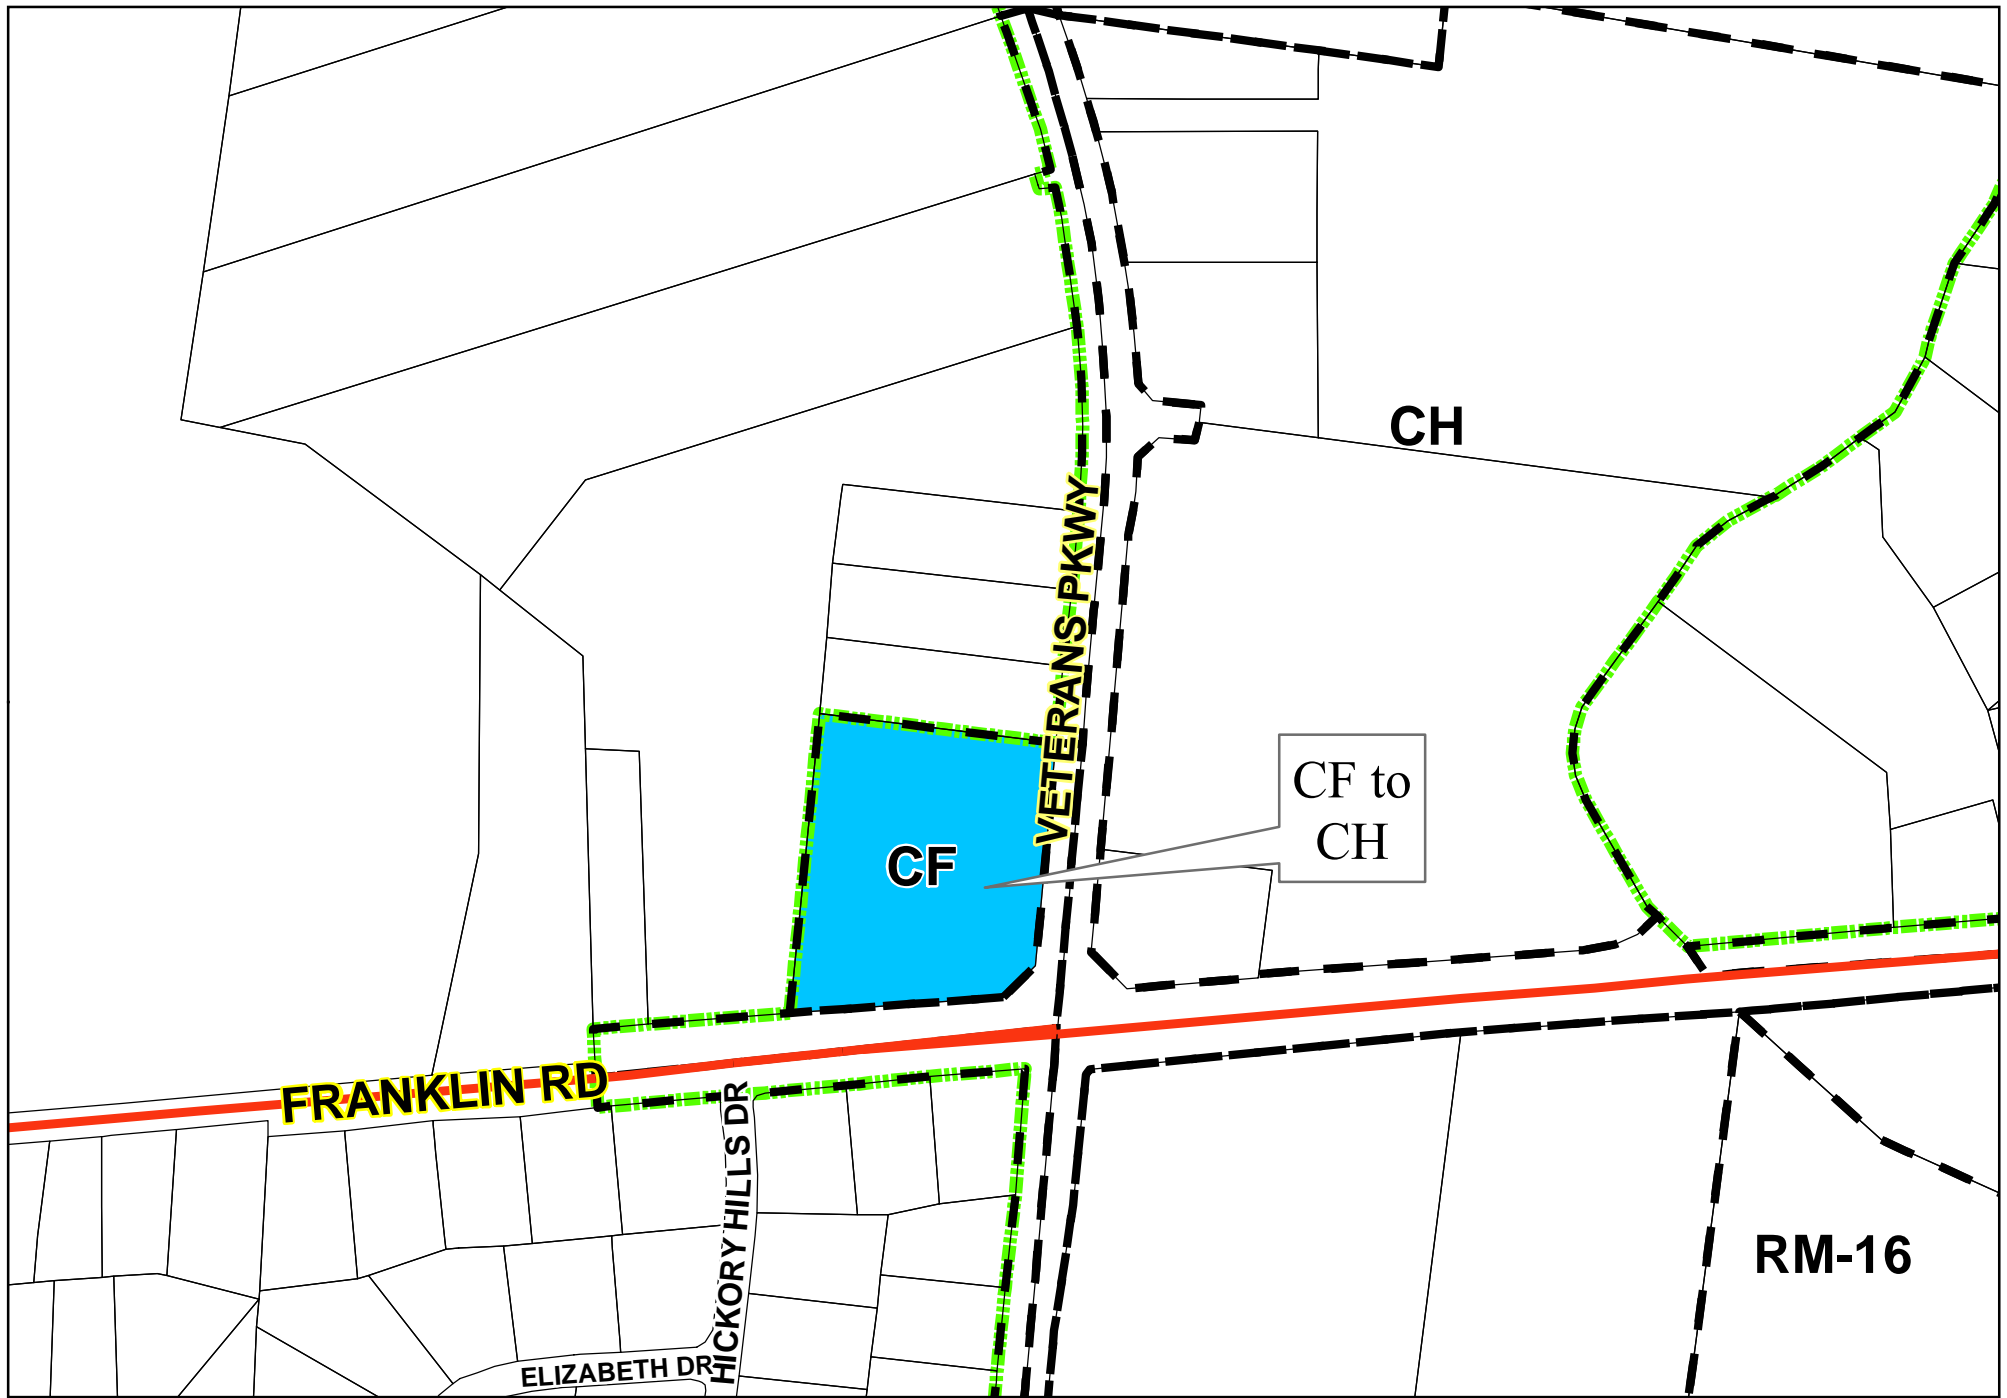 CH
VETERANS PKWY
CF to
CH
CF
FRANKLIN RD
HICKORY HILLS DR
RM-16
ELIZABETH DR